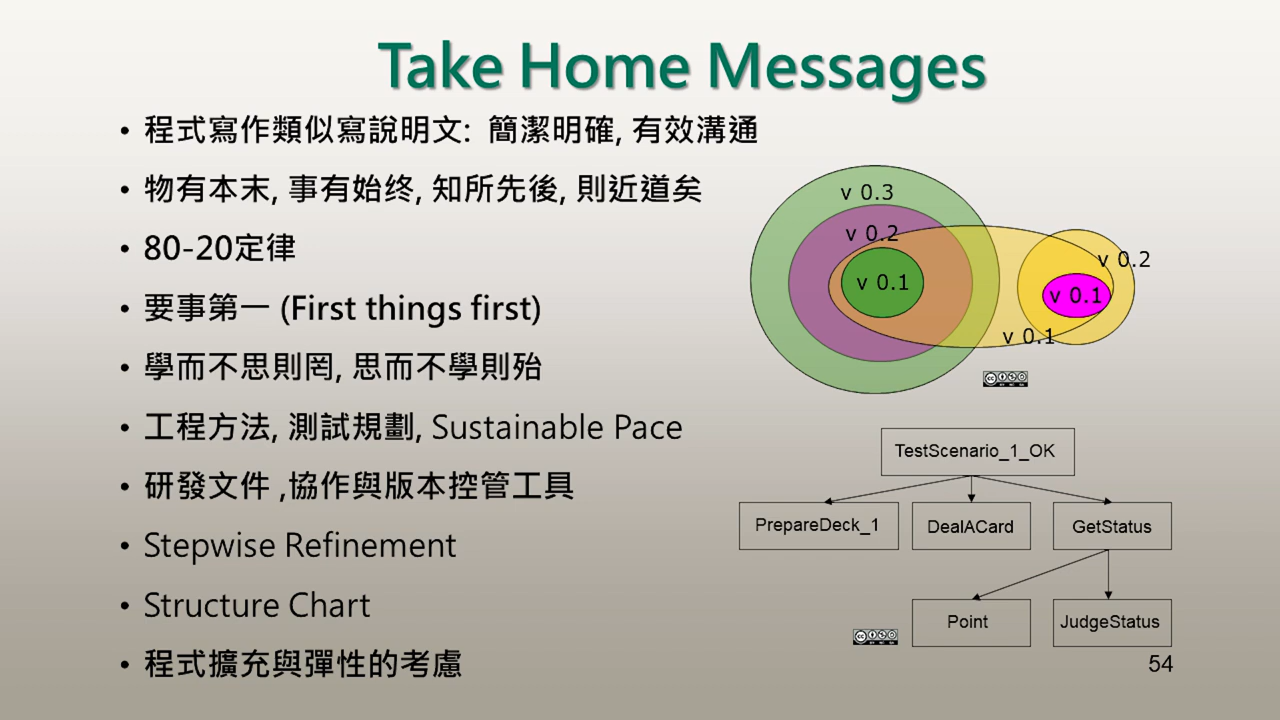 Take Home Messages
• 程式寫作類似寫說明文: 簡潔明確, 有效溝通
• 物有本末, 事有始终, 知所先後, 則近道矣
• 80-20定律
• 要事第一 (First things first)
• 學而不思則罔, 思而不學則殆
• 工程方法, 測試規劃, Sustainable Pace
• 研發文件 ,協作與版本控管工具
• Stepwise Refinement
• Structure Chart
• 程式擴充與彈性的考慮
v 0.3
v 0.2
v 0.1
v 0.2
v 0.1
v 0.1
TestScenario_1_OK
PrepareDeck_1
DealACard
GetStatus
Point
JudgeStatus
54